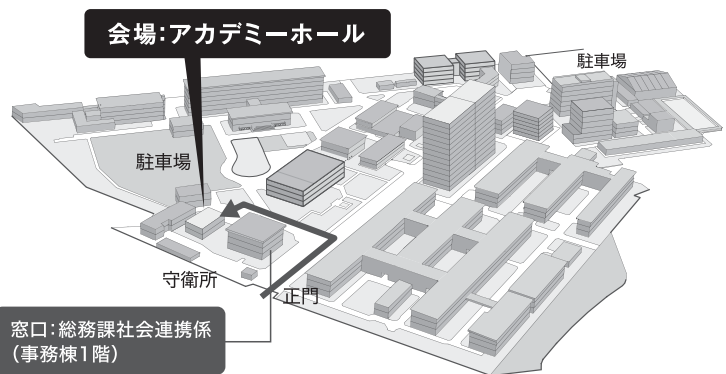 会場:アカデミーホール
駐車場
駐車場
守衛所
正門
窓口:総務課社会連携係
(事務棟1階)